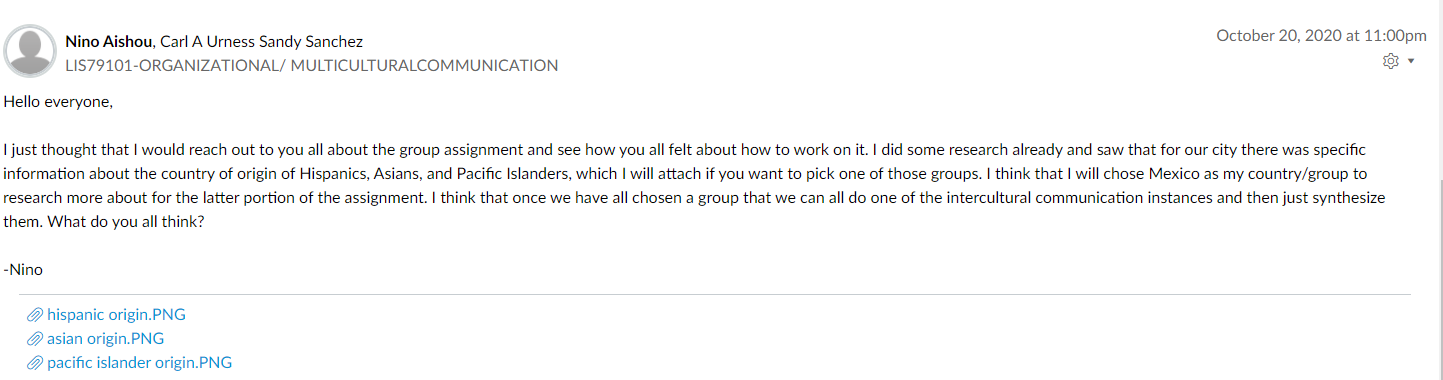 Nino Aishou, Carl A Urness Sandy Sanchez
October 20, 2020 at 11:00pm
LIS79101-ORGANIZATIONAL/ MULTICULTURALCOMMUNICATION
Hello everyone,
I just thought that I would reach out to you all about the group assignment and see how you all felt about how to work on it. I did some research already and saw that for our city there was specific
information about the country of origin of Hispanics, Asians, and Pacific Islanders, which I will attach if you want to pick one of those groups. I think that I will chose Mexico as my country/group to
research more about for the latter portion of the assignment. I think that once we have all chosen a group that we can all do one of the intercultural communication instances and then just synthesize
them. What do you all think?
-Nino
hispanic origin.PNG
asian origin.PNG
pacific islander origin.PNG